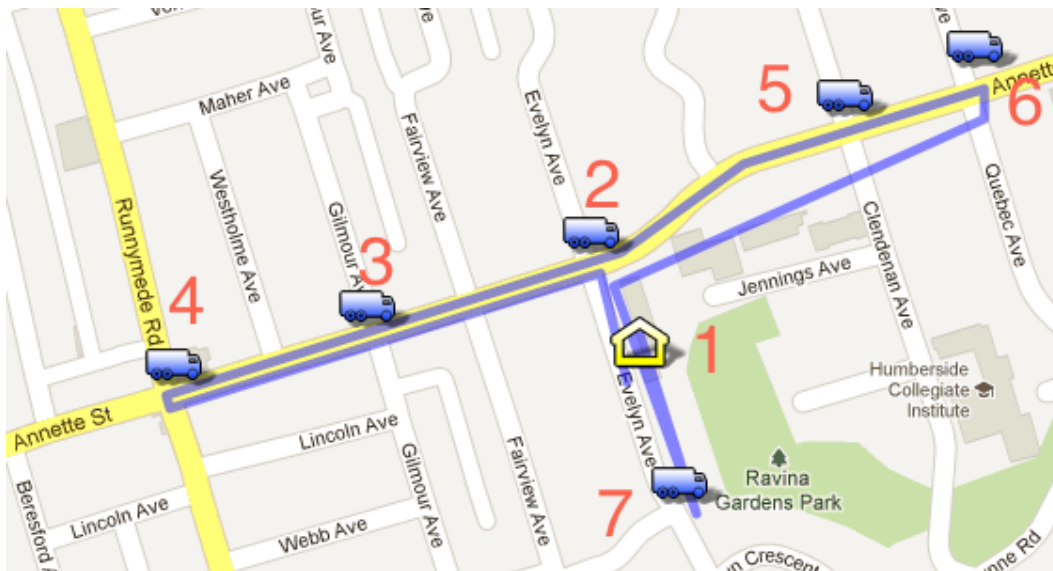 Maher Ave
Gilmour Ave
Westholme Ave
Runnymede Rd
Fairview Ave
Evelyn Ave
2
3
4
5
Annette
6
Quebec Ave
Clendenan Ave
Jennings Ave
1
Evelyn Ave
Humberside
Collegiate
Institute
Annette St
Lincoln Ave
Gilmour Ave
Fairview Ave
7
Ravina
Gardens Park
Beresford
Lincoln Ave
Webb Ave
Crescent
Rd